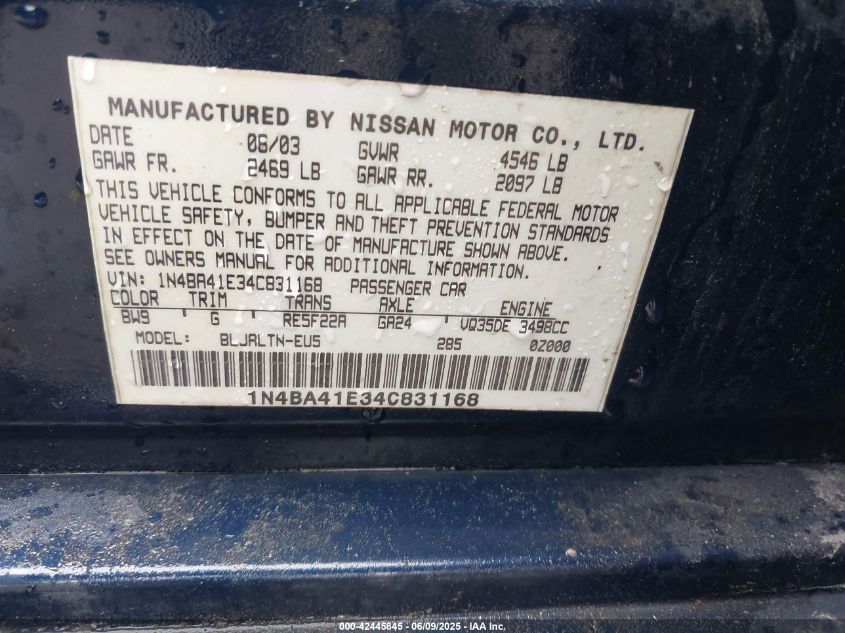 MANUFACTURED BY NISSAN MOTOR CO., LTD.
DATE 06/03 GVWR 4546 LB
GAWR FR. 2469 LB GAWR RR. 2097 LB
THIS VEHICLE CONFORMS TO ALL APPLICABLE FEDERAL MOTOR
VEHICLE SAFETY, BUMPER AND THEFT PREVENTION STANDARDS
IN EFFECT ON THE DATE OF MANUFACTURE SHOWN ABOVE.
SEE OWNERS MANUAL FOR ADDITIONAL INFORMATION.
VIN: 1N4BA41E34C831168 PASSENGER CAR
COLOR TRIM TRANS AXLE ENGINE
BW9 G RE5F22A GA24 VQ35DE 3498CC
MODEL: BLJRLTN-EU5 285 0Z000
1N4BA41E34C831168
000-42445845 - 06/09/2025 - IAA Inc.